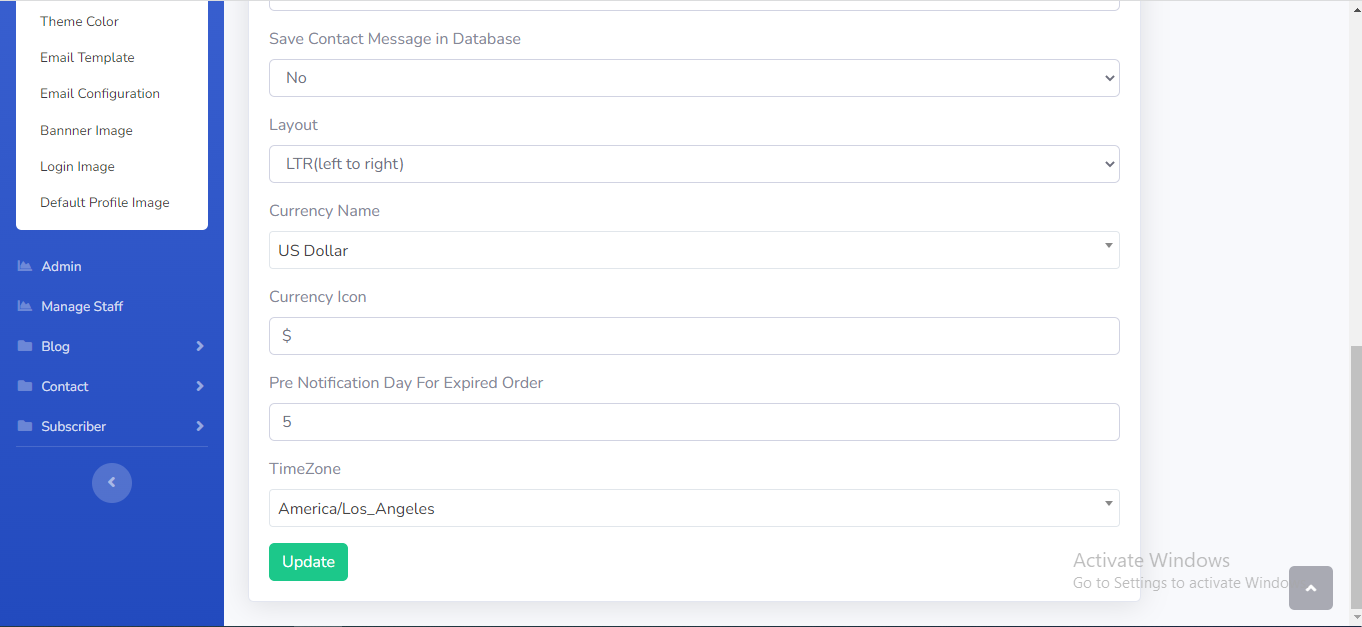 Theme Color
Email Template
Email Configuration
Bannner Image
Login Image
Default Profile Image
Admin
Manage Staff
Blog
Contact
Subscriber
Save Contact Message in Database
No
Layout
LTR(left to right)
Currency Name
US Dollar
Currency Icon
$
Pre Notification Day For Expired Order
5
TimeZone
America/Los_Angeles
Update
Activate Windows
Go to Settings to activate Windo